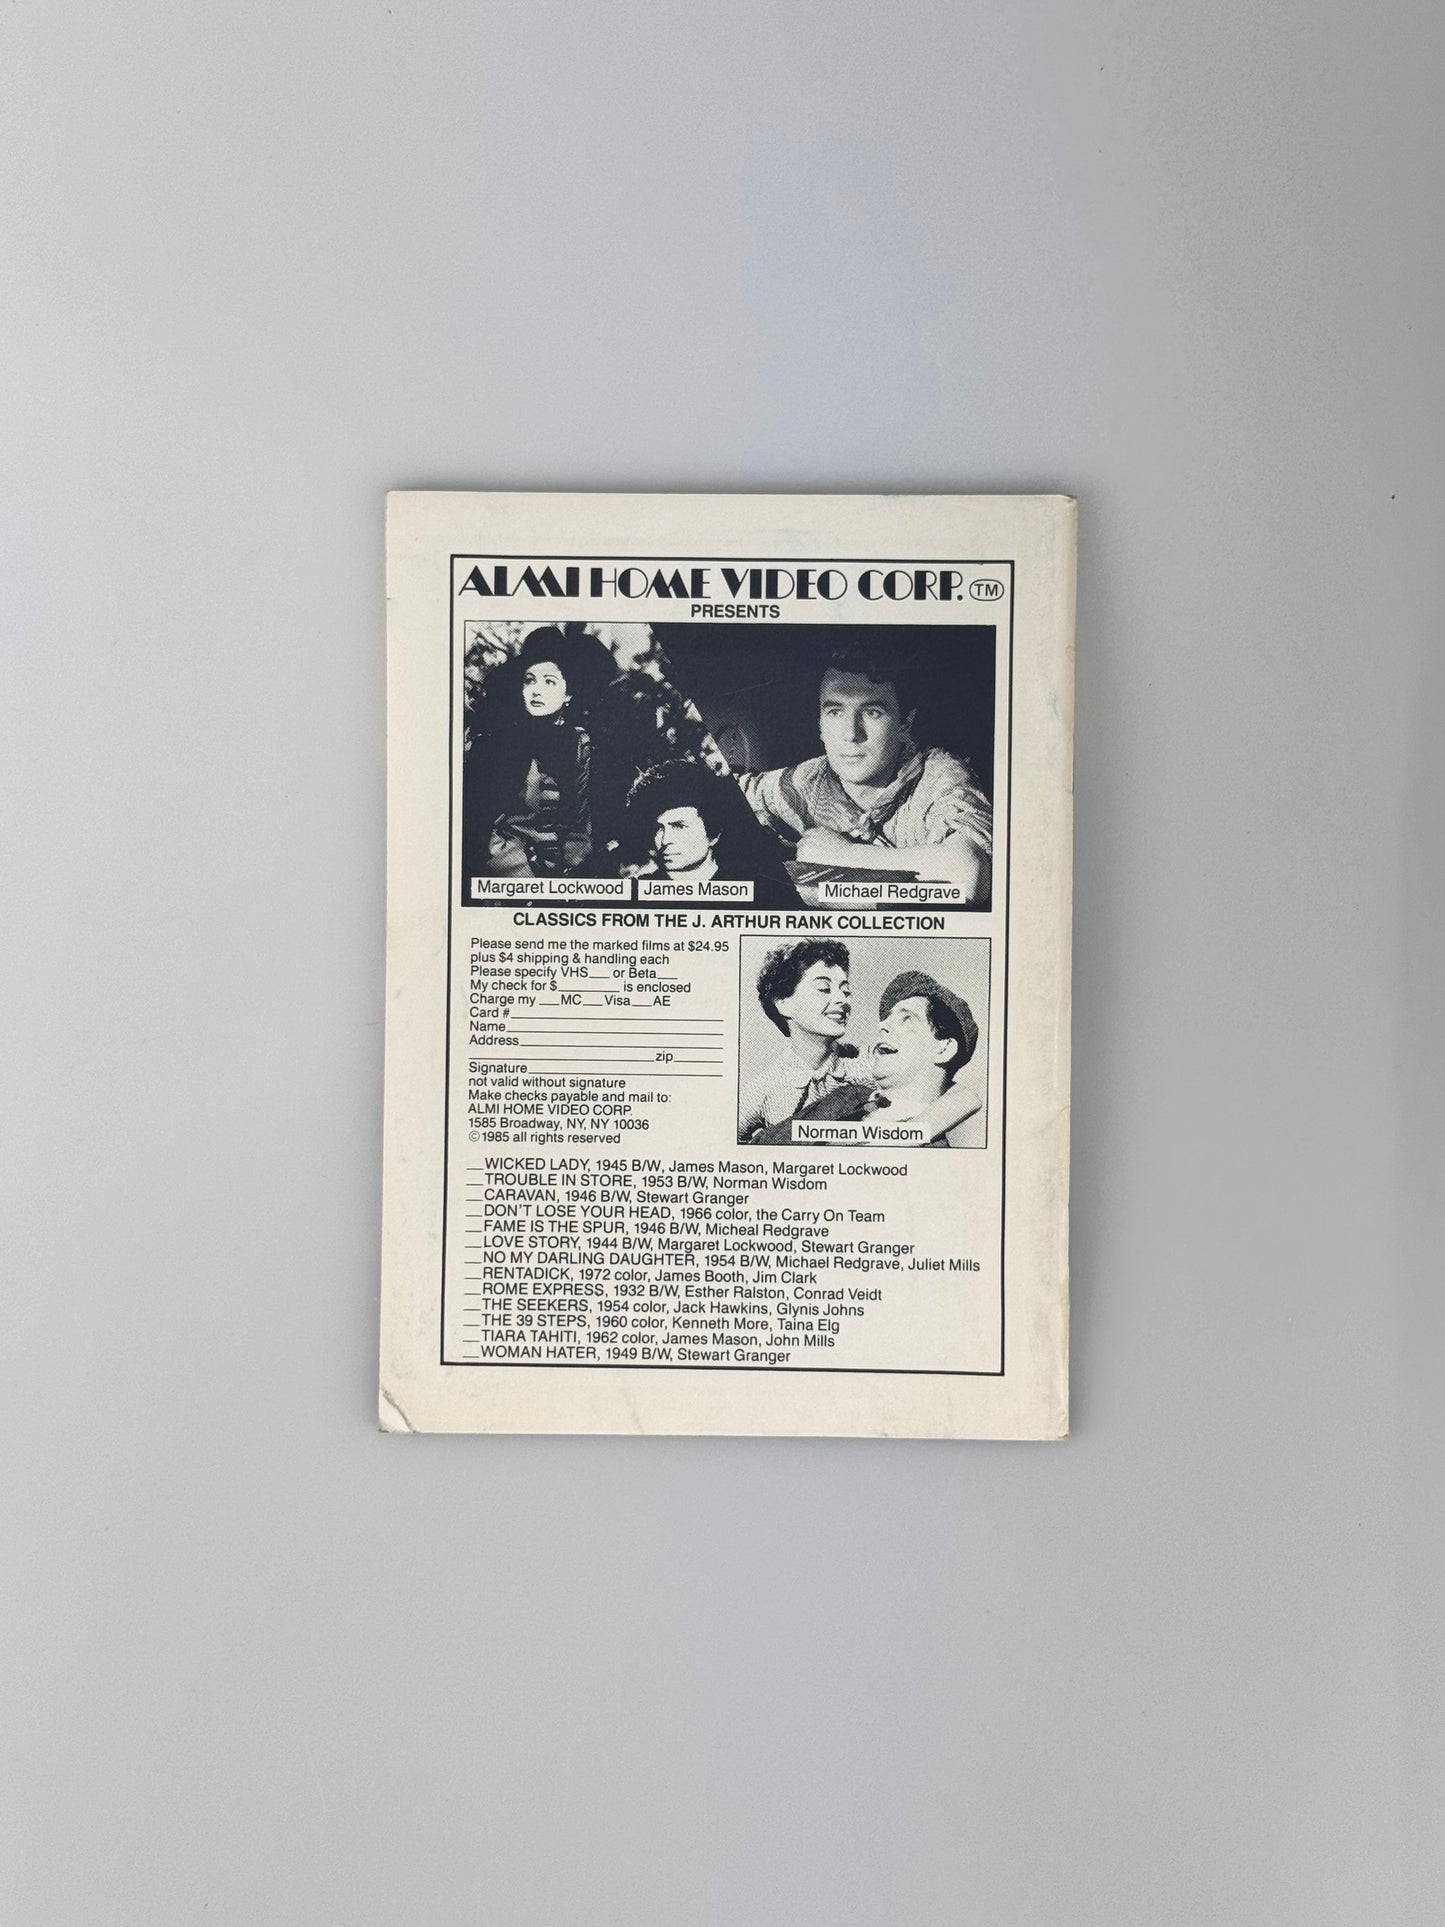 ALMI HOME VIDEO CORP. TM
PRESENTS
Margaret Lockwood
James Mason
Michael Redgrave
CLASSICS FROM THE J. ARTHUR RANK COLLECTION
Please send me the marked films at $24.95
plus $4 shipping & handling each
Please specify VHS___ or Beta___
My check for $_________ is enclosed
Charge my ___MC___Visa___AE
Card #
Name
Address
zip
Signature
not valid without signature
Make checks payable and mail to:
ALMI HOME VIDEO CORP.
1585 Broadway, NY, NY 10036
©1985 all rights reserved
Norman Wisdom
__WICKED LADY, 1945 B/W, James Mason, Margaret Lockwood
__TROUBLE IN STORE, 1953 B/W, Norman Wisdom
__CARAVAN, 1946 B/W, Stewart Granger
__DON'T LOSE YOUR HEAD, 1966 color, the Carry On Team
__FAME IS THE SPUR, 1946 B/W, Micheal Redgrave
__LOVE STORY, 1944 B/W, Margaret Lockwood, Stewart Granger
__NO MY DARLING DAUGHTER, 1954 B/W, Michael Redgrave, Juliet Mills
__RENTADICK, 1972 color, James Booth, Jim Clark
__ROME EXPRESS, 1932 B/W, Esther Ralston, Conrad Veidt
__THE SEEKERS, 1954 color, Jack Hawkins, Glynis Johns
__THE 39 STEPS, 1960 color, Kenneth More, Taina Elg
__TIARA TAHITI, 1962 color, James Mason, John Mills
__WOMAN HATER, 1949 B/W, Stewart Granger